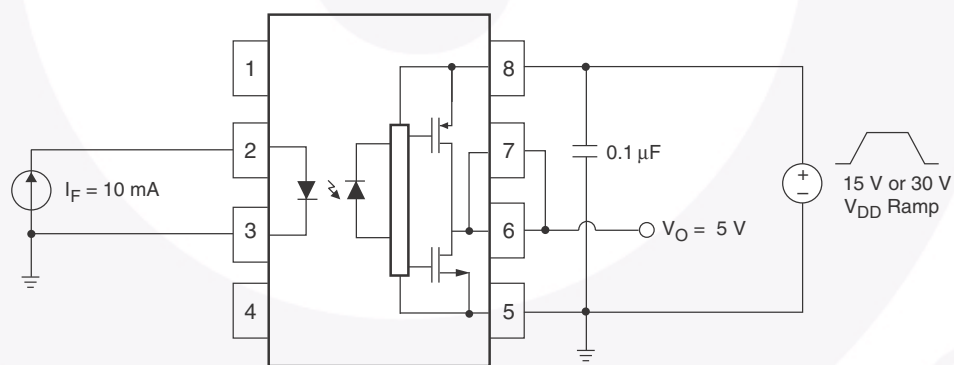 1
8
2
7
I_F = 10 mA
0.1 µF
+
–
15 V or 30 V
V_DD Ramp
3
6
V_O = 5 V
4
5